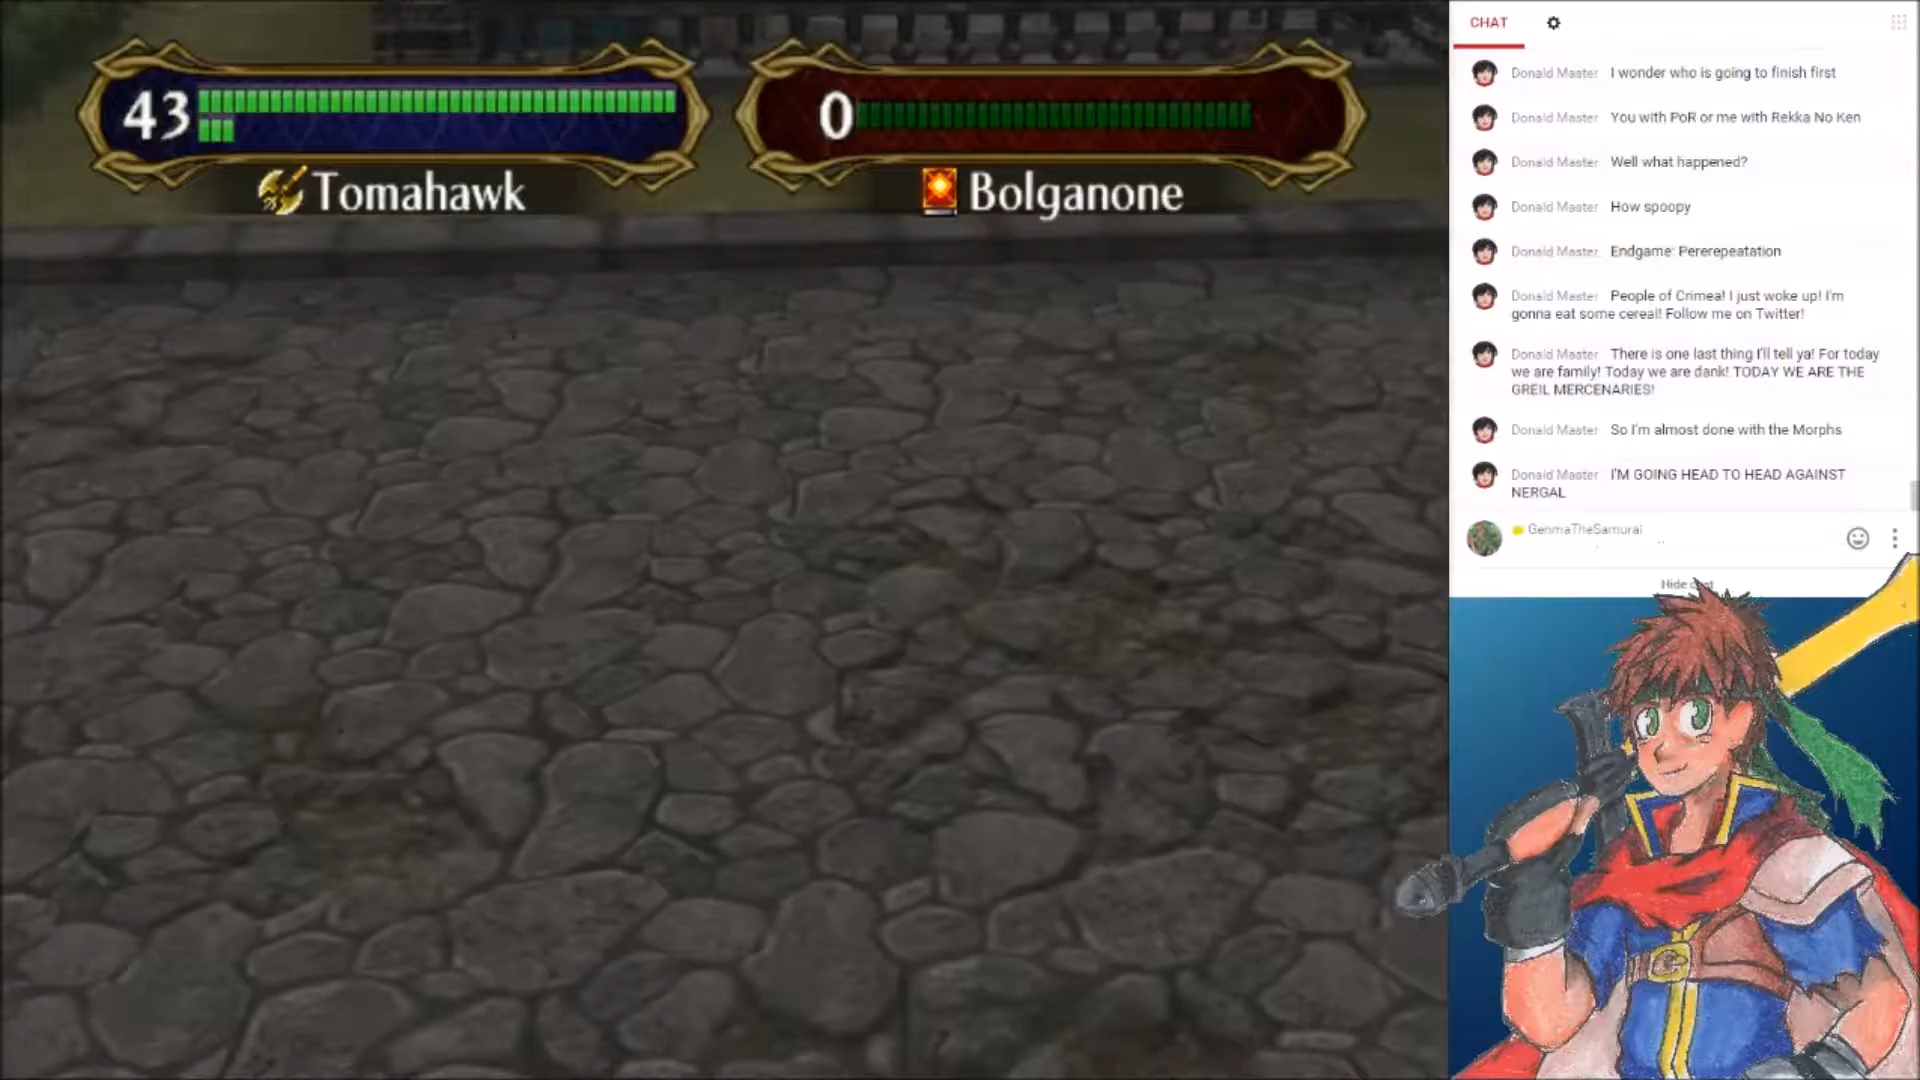 43
0
Tomahawk
Bolganone
CHAT
Donald Master I wonder who is going to finish first
Donald Master You with PoR or me with Rekka No Ken
Donald Master Well what happened?
Donald Master How spoopy
Donald Master Endgame: Pererepeatation
Donald Master People of Crimea! I just woke up! I'm
gonna eat some cereal! Follow me on Twitter!
Donald Master There is one last thing I'll tell ya! For today
we are family! Today we are dank! TODAY WE ARE THE
GREIL MERCENARIES!
Donald Master So I'm almost done with the Morphs
Donald Master I'M GOING HEAD TO HEAD AGAINST
NERGAL
GenmaTheSamurai
Hide chat